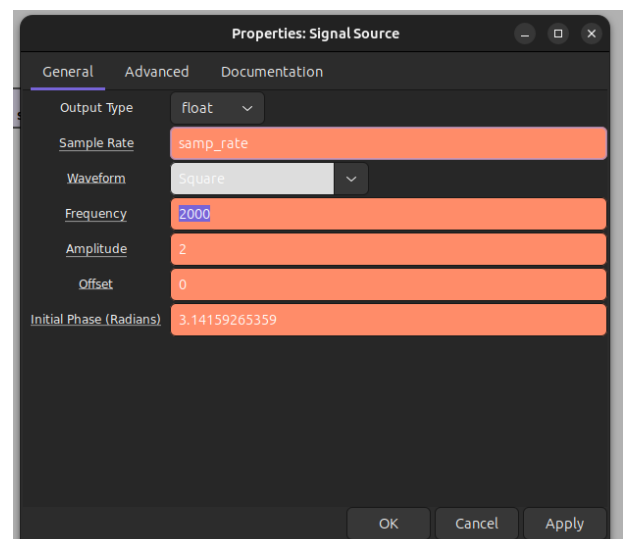 Properties: Signal Source
General Advanced Documentation
Output Type float
Sample Rate samp_rate
Waveform Square
Frequency 2000
Amplitude 2
Offset 0
Initial Phase (Radians) 3.14159265359
OK Cancel Apply